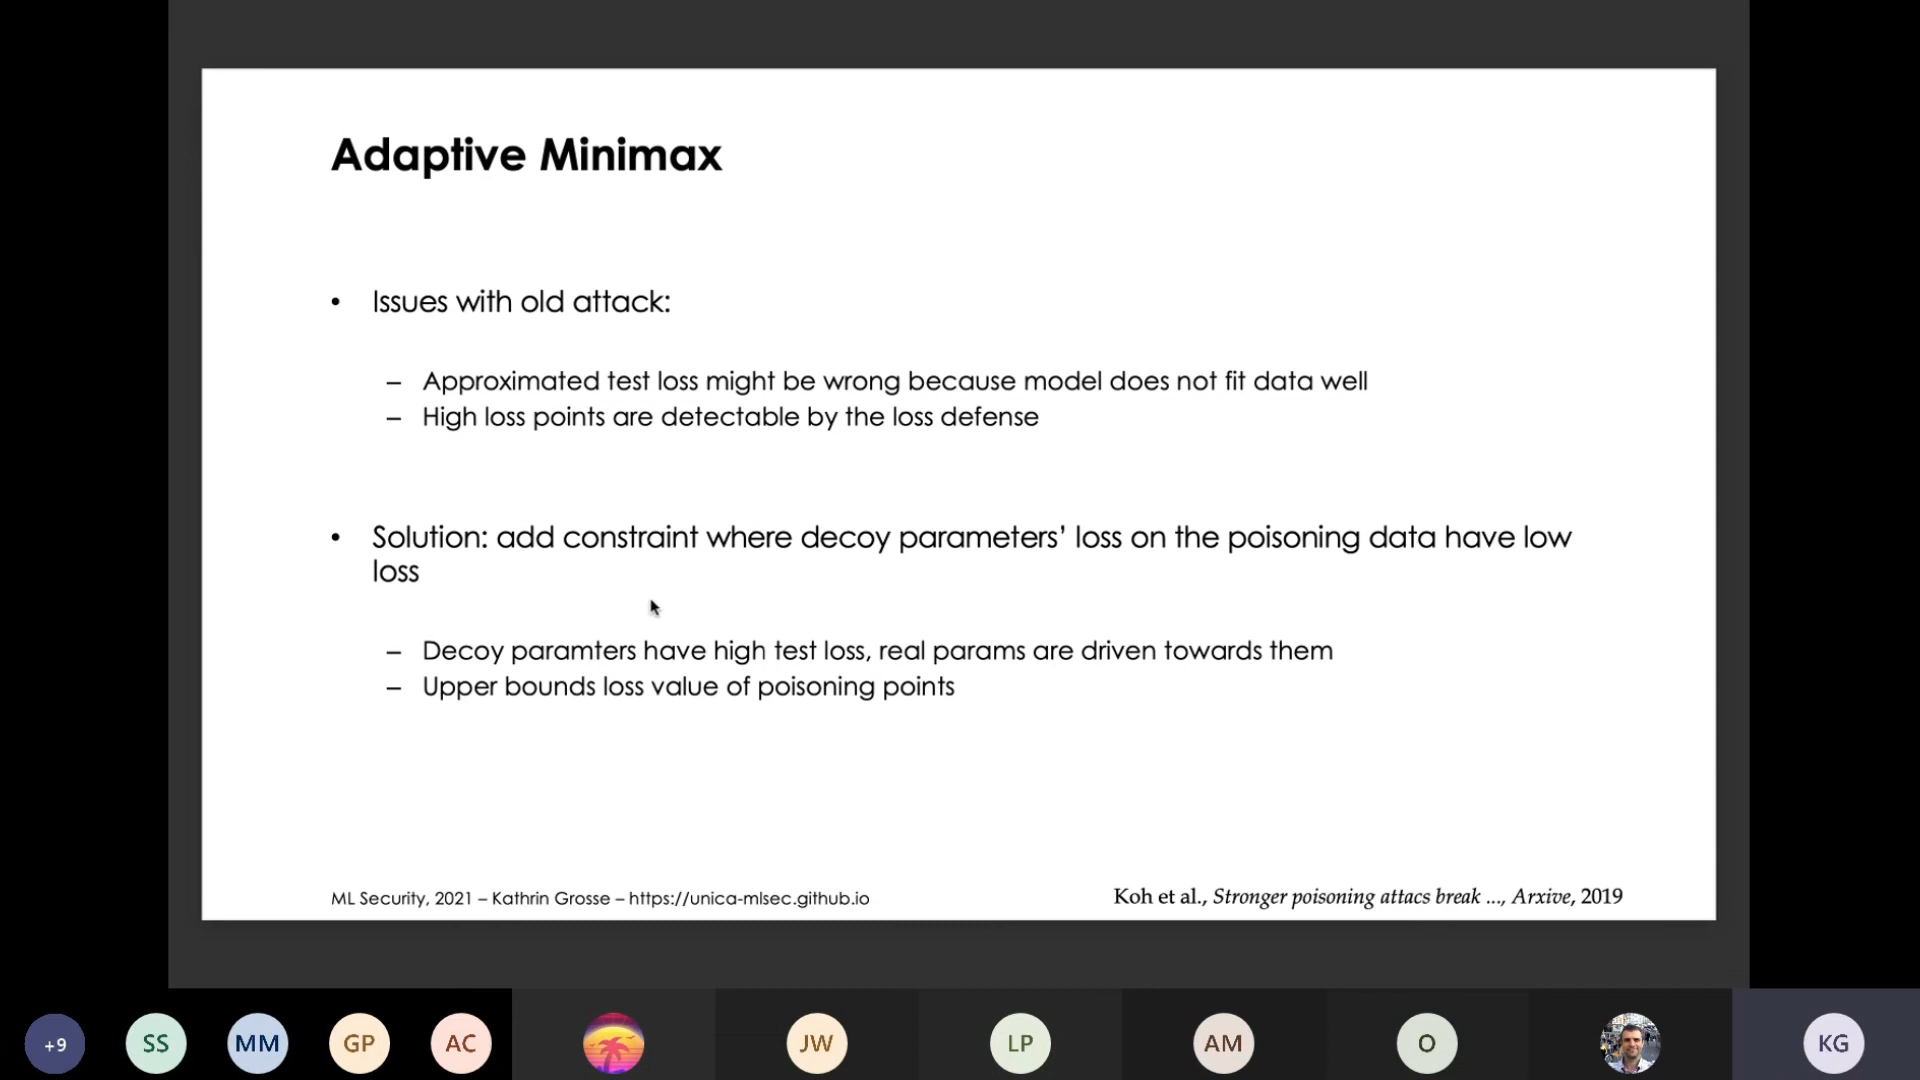 Adaptive Minimax
• Issues with old attack:
– Approximated test loss might be wrong because model does not fit data well
– High loss points are detectable by the loss defense
• Solution: add constraint where decoy parameters’ loss on the poisoning data have low
loss
– Decoy paramters have high test loss, real params are driven towards them
– Upper bounds loss value of poisoning points
ML Security, 2021 – Kathrin Grosse – https://unica-mlsec.github.io
Koh et al., Stronger poisoning attacs break ..., Arxive, 2019
+9 SS MM GP AC JW LP AM O KG